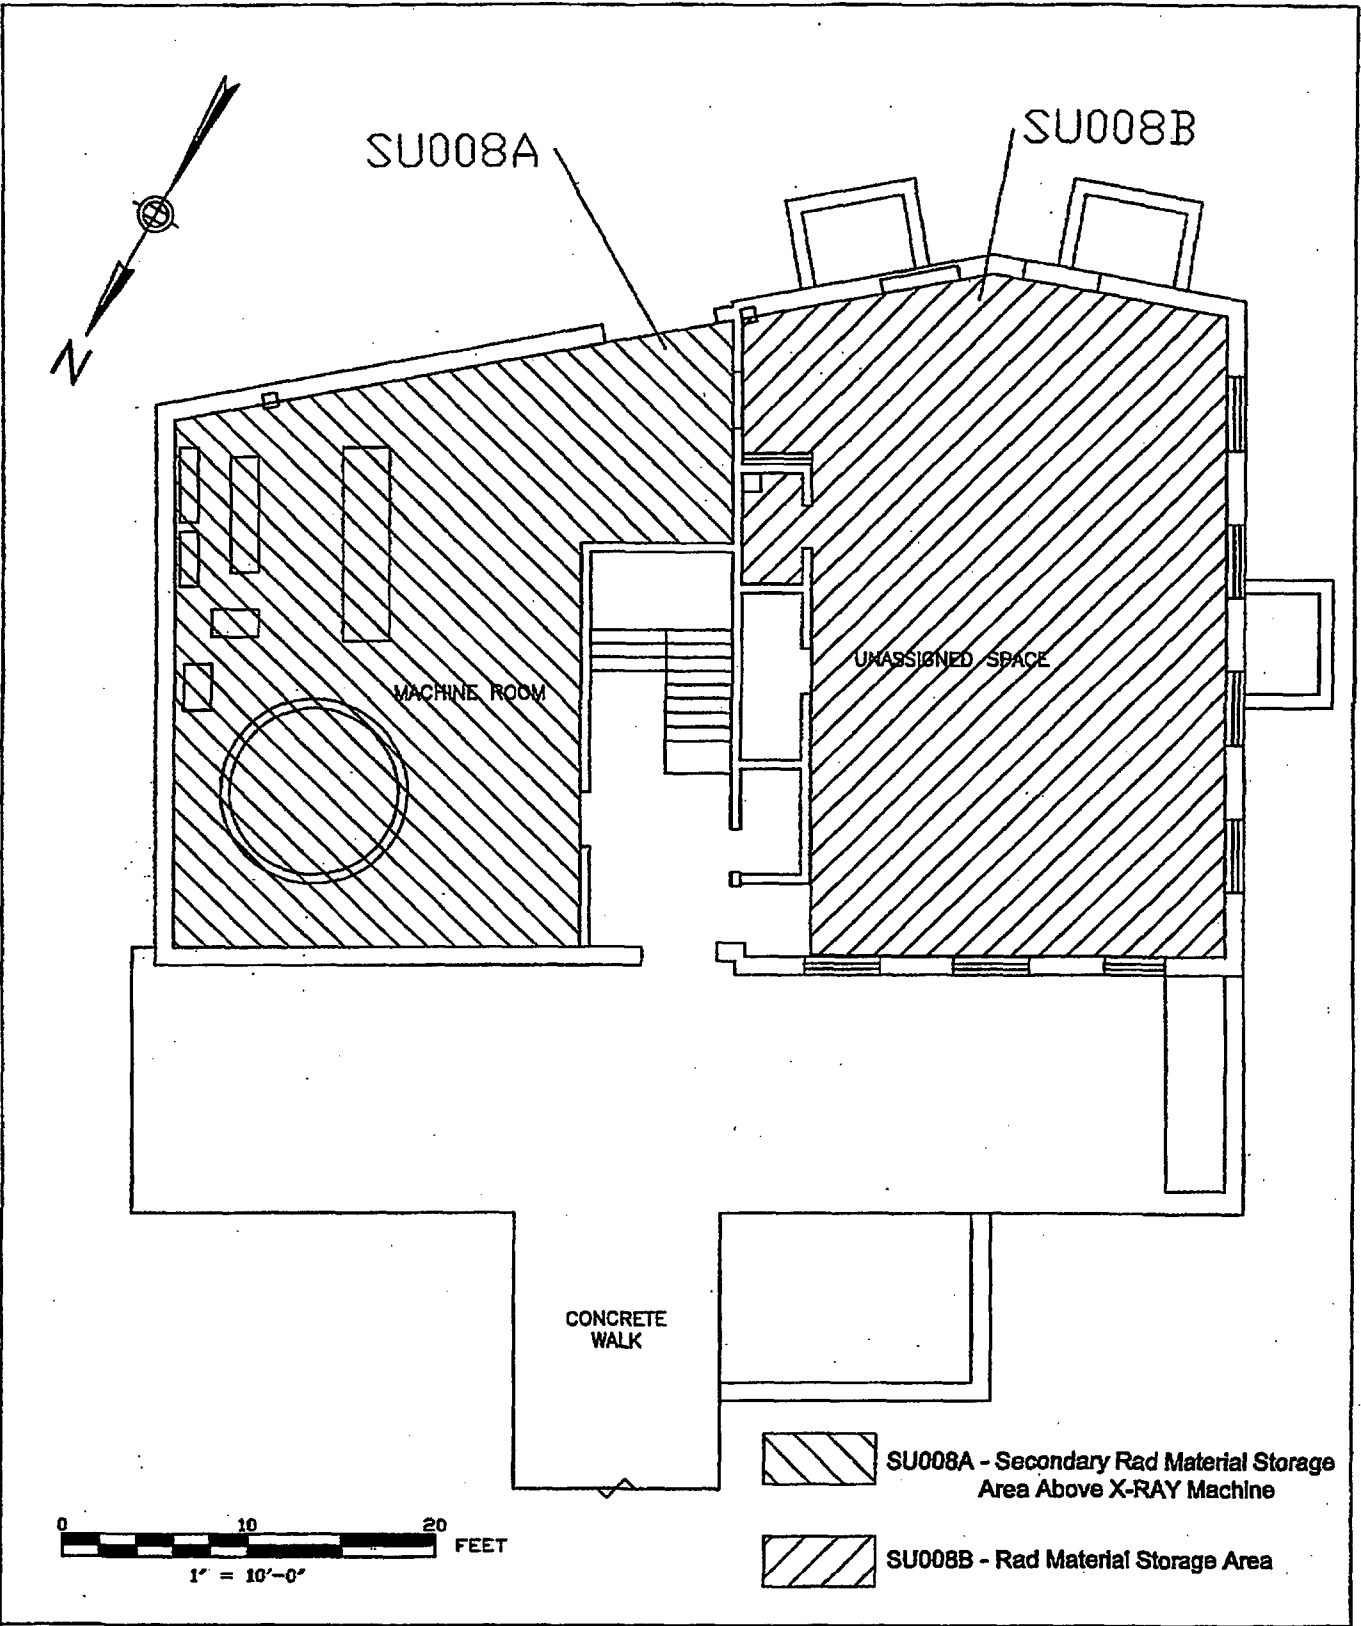 SU008A
SU008B
N
MACHINE ROOM
UNASSIGNED SPACE
CONCRETE
WALK
SU008A - Secondary Rad Material Storage
Area Above X-RAY Machine
0 10 20
FEET
1" = 10'-0"
SU008B - Rad Material Storage Area